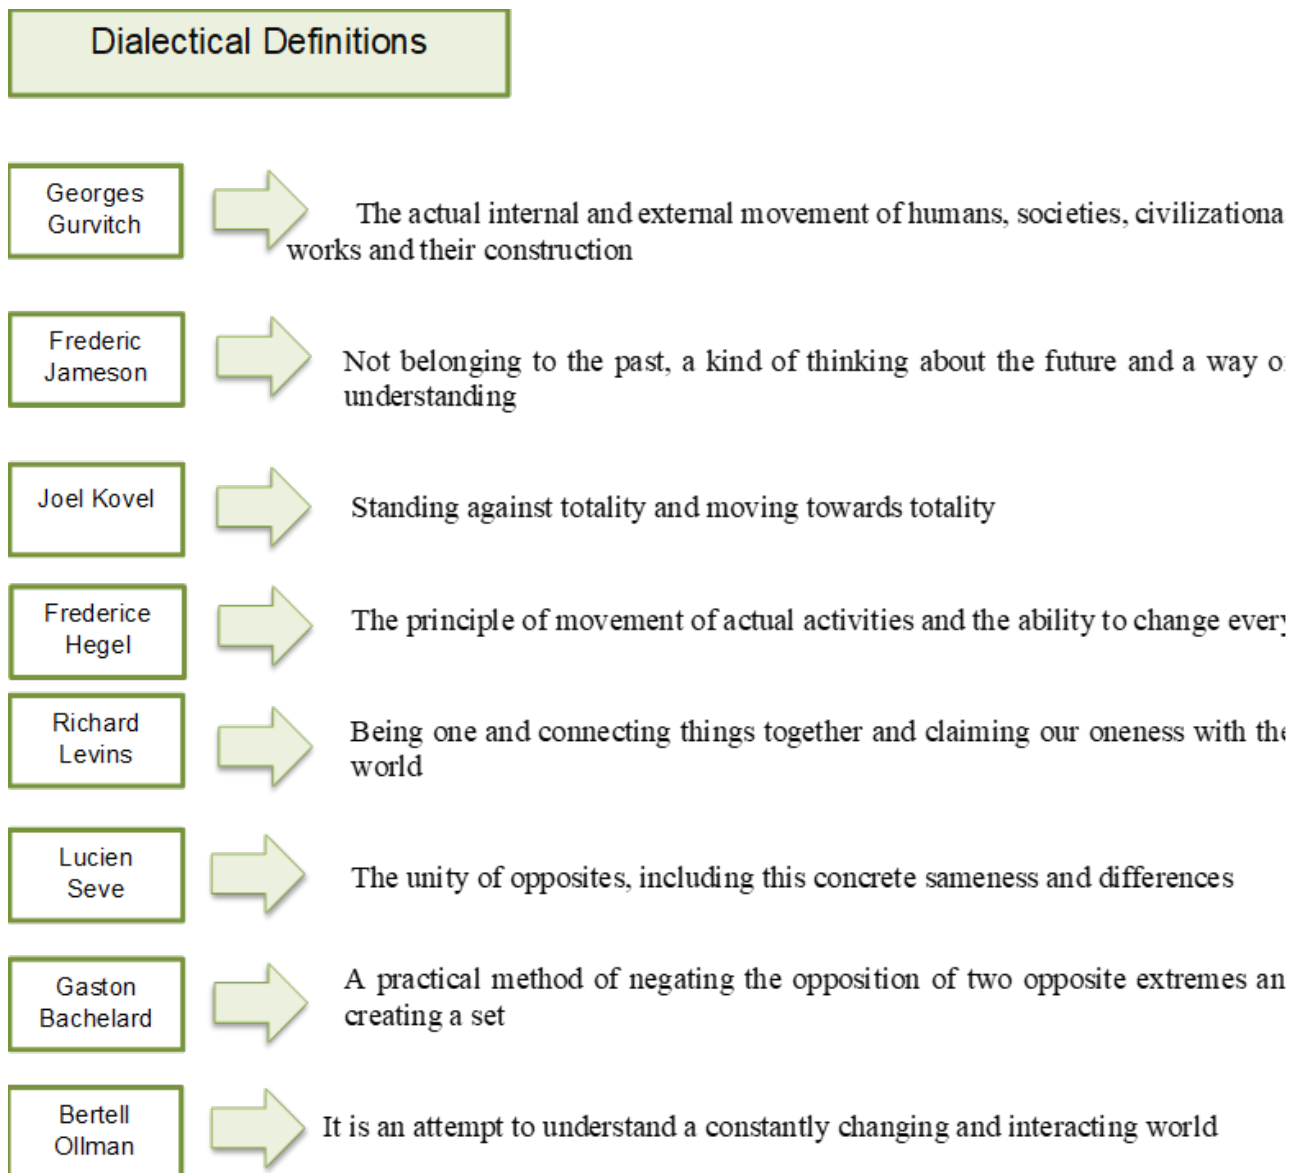 Dialectical Definitions
Georges
Gurvitch
The actual internal and external movement of humans, societies, civilizationa
works and their construction
Frederic
Jameson
Not belonging to the past, a kind of thinking about the future and a way o
understanding
Joel Kovel
Standing against totality and moving towards totality
Frederice
Hegel
The principle of movement of actual activities and the ability to change every
Richard
Levins
Being one and connecting things together and claiming our oneness with the
world
Lucien
Seve
The unity of opposites, including this concrete sameness and differences
Gaston
Bachelard
A practical method of negating the opposition of two opposite extremes an
creating a set
Bertell
Ollman
It is an attempt to understand a constantly changing and interacting world